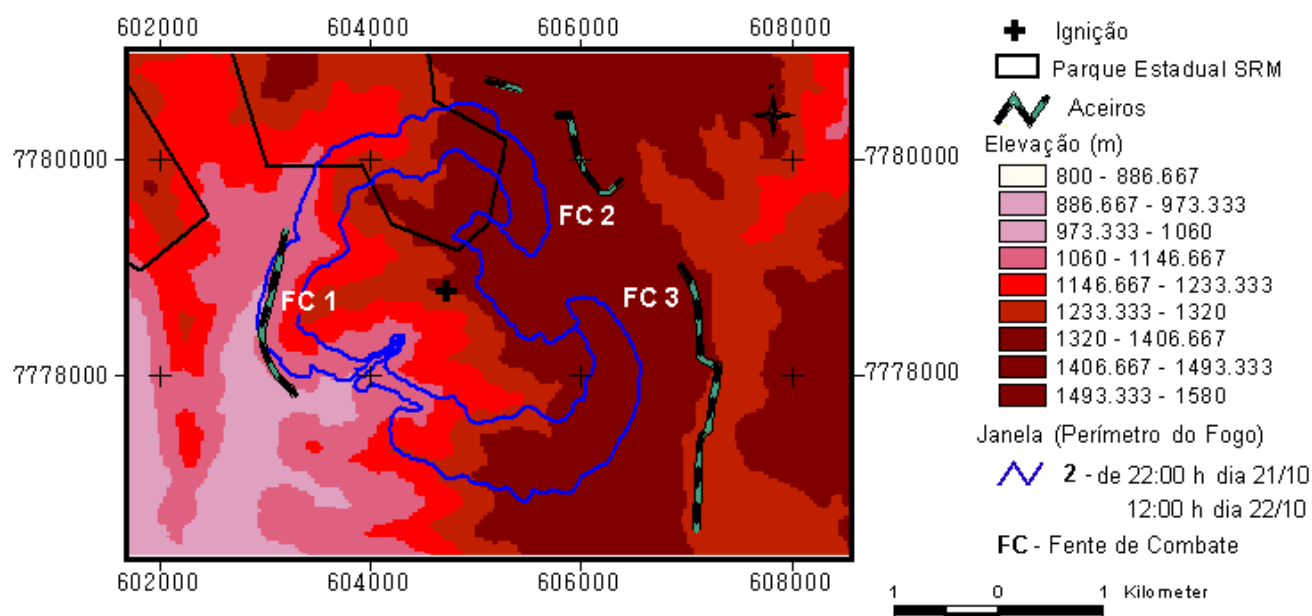 602000 604000 606000 608000
7780000
7778000
7780000
7778000
FC 1
FC 2
FC 3
602000 604000 606000 608000
Ignição
Parque Estadual SRM
Aceiros
Elevação (m)
800 - 886.667
886.667 - 973.333
973.333 - 1060
1060 - 1146.667
1146.667 - 1233.333
1233.333 - 1320
1320 - 1406.667
1406.667 - 1493.333
1493.333 - 1580
Janela (Perímetro do Fogo)
2 - de 22:00 h dia 21/10
12:00 h dia 22/10
FC - Fente de Combate
1 0 1 Kilometer